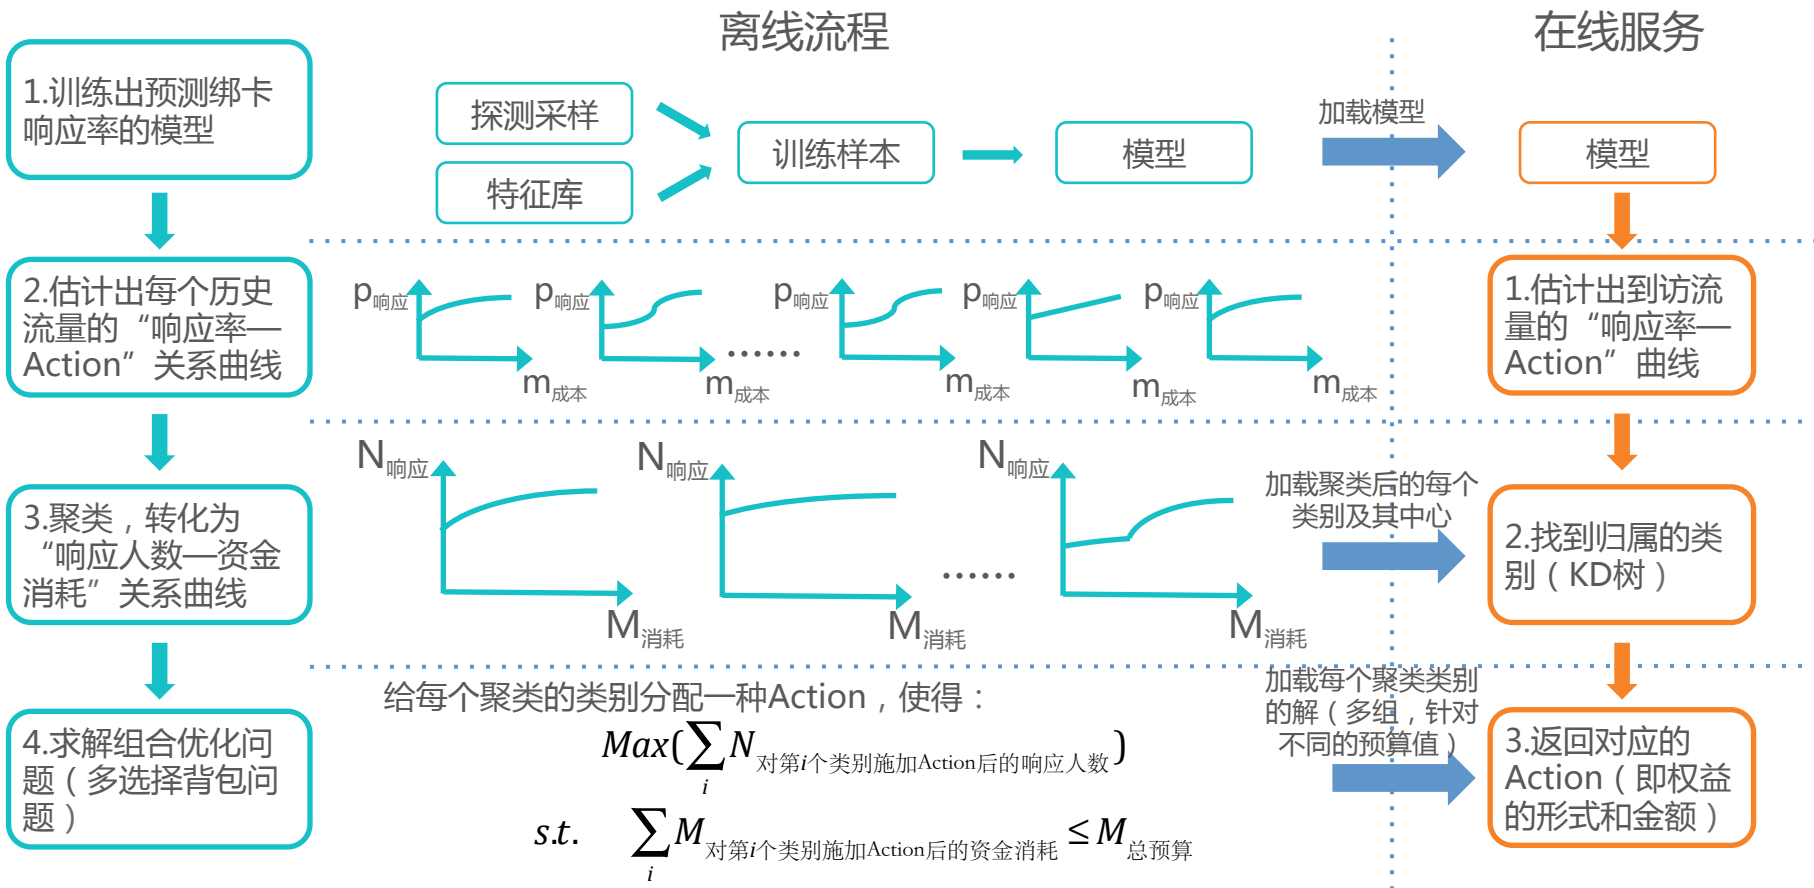 离线流程
在线服务
1.训练出预测绑卡
响应率的模型
探测采样
特征库
训练样本
模型
加载模型
模型
2.估计出每个历史
流量的“响应率—
Action”关系曲线
p响应
m成本
p响应
m成本
......
p响应
m成本
p响应
m成本
p响应
m成本
1.估计出到访流
量的“响应率—
Action”曲线
3.聚类，转化为
“响应人数—资金
消耗”关系曲线
N响应
M消耗
N响应
M消耗
......
N响应
M消耗
加载聚类后的每个
类别及其中心
2.找到归属的类
别（KD树）
4.求解组合优化问
题（多选择背包问
题）
给每个聚类的类别分配一种Action，使得：
Max(∑i N对第i个类别施加Action后的响应人数)
s.t. ∑i M对第i个类别施加Action后的资金消耗 ≤ M总预算
加载每个聚类类别
的解（多组，针对
不同的预算值）
3.返回对应的
Action（即权益
的形式和金额）